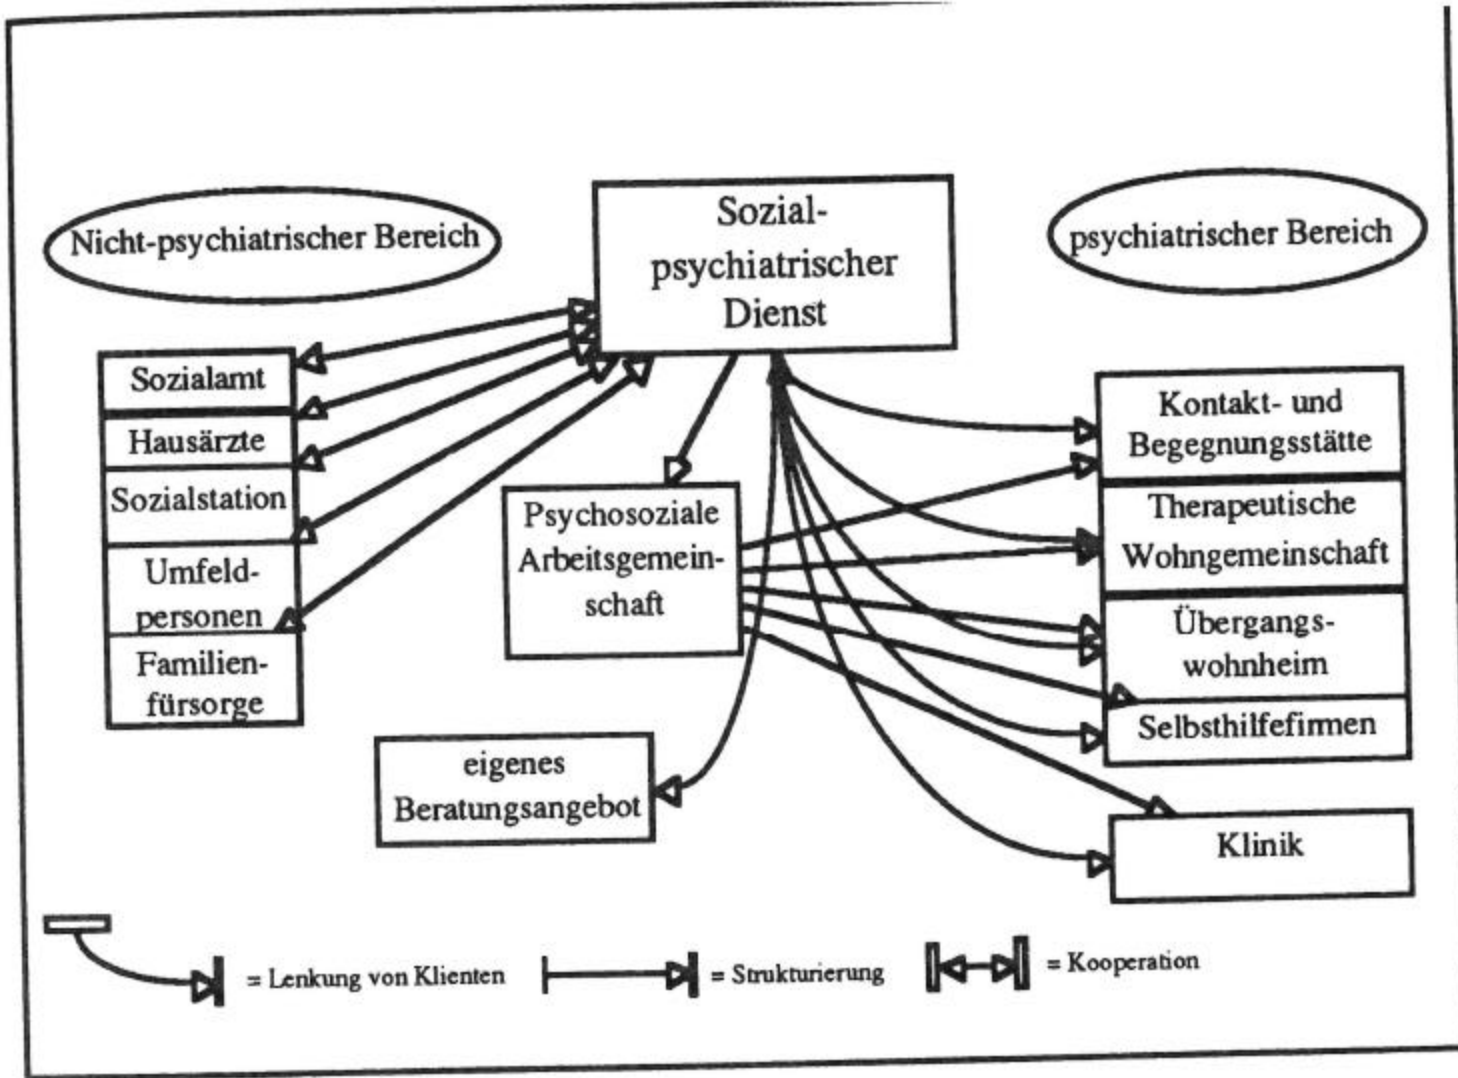 Nicht-psychiatrischer Bereich
Sozial-
psychiatrischer
Dienst
psychiatrischer Bereich
Sozialamt
Hausärzte
Sozialstation
Umfeld-
personen
Familien-
fürsorge
Psychosoziale
Arbeitsgemein-
schaft
eigenes
Beratungsangebot
Kontakt- und
Begegnungsstätte
Therapeutische
Wohngemeinschaft
Übergangs-
wohnheim
Selbsthilfefirmen
Klinik
= Lenkung von Klienten
= Strukturierung
= Kooperation